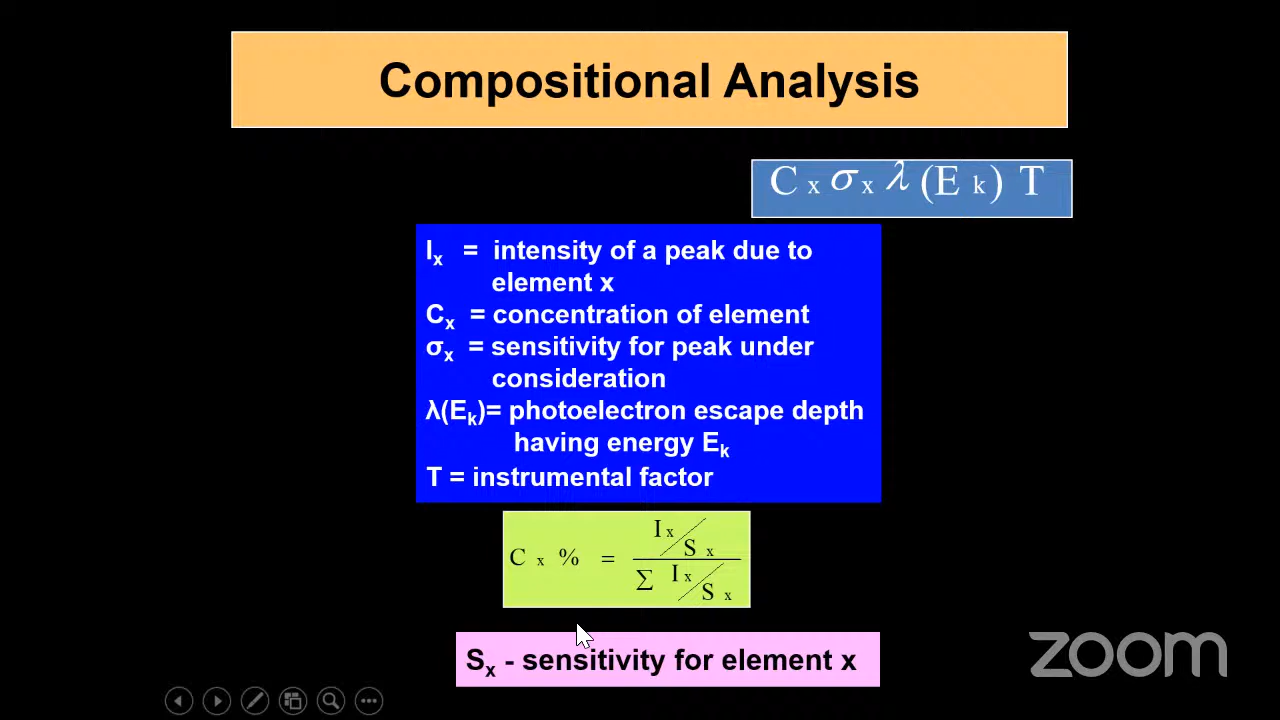 Compositional Analysis
C x σ x λ (E k) T
Ix = intensity of a peak due to
element x
Cx = concentration of element
σx = sensitivity for peak under
consideration
λ(Ek)= photoelectron escape depth
having energy Ek
T = instrumental factor
C x % = I x / S x
∑ I x / S x
Sx - sensitivity for element x
zoom